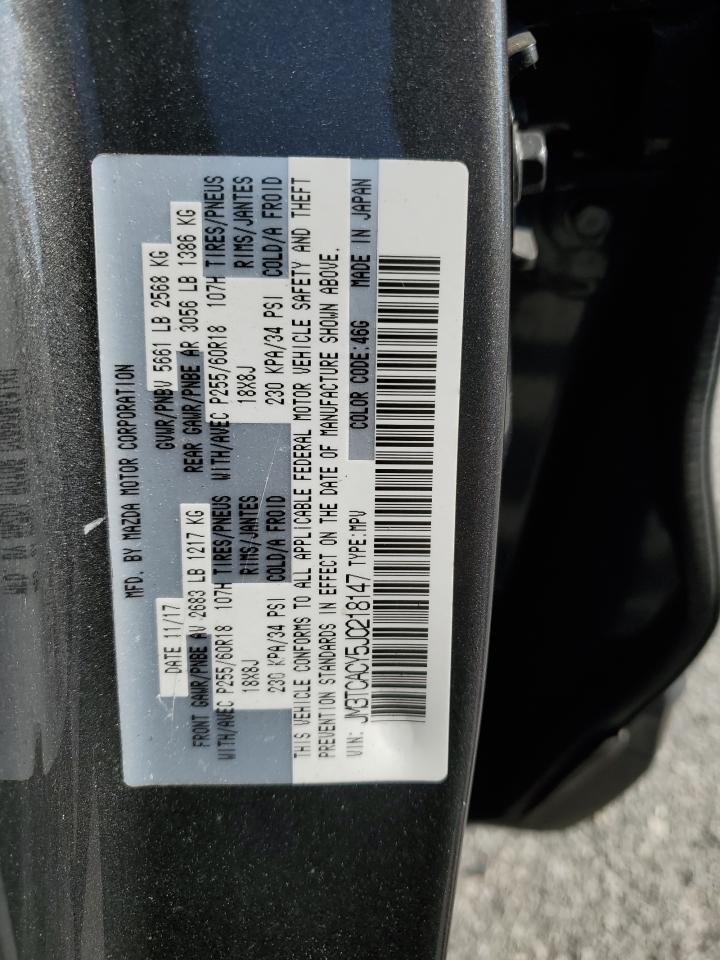 MFD. BY MAZDA MOTOR CORPORATION
DATE 11/17 GVWR/PNBV 5661 LB 2568 KG
FRONT GAWR/PNBE AV 2683 LB 1217 KG REAR GAWR/PNBE AR 3056 LB 1386 KG
WITH/AVEC P255/60R18 107H TIRES/PNEUS WITH/AVEC P255/60R18 107H TIRES/PNEUS
18X8J RIMS/JANTES 18X8J RIMS/JANTES
230 KPA/34 PSI COLD/A FROID 230 KPA/34 PSI COLD/A FROID
THIS VEHICLE CONFORMS TO ALL APPLICABLE FEDERAL MOTOR VEHICLE SAFETY AND THEFT
PREVENTION STANDARDS IN EFFECT ON THE DATE OF MANUFACTURE SHOWN ABOVE.
VIN: JM3TCACY5J0218147 TYPE:MPV COLOR CODE:46G MADE IN JAPAN